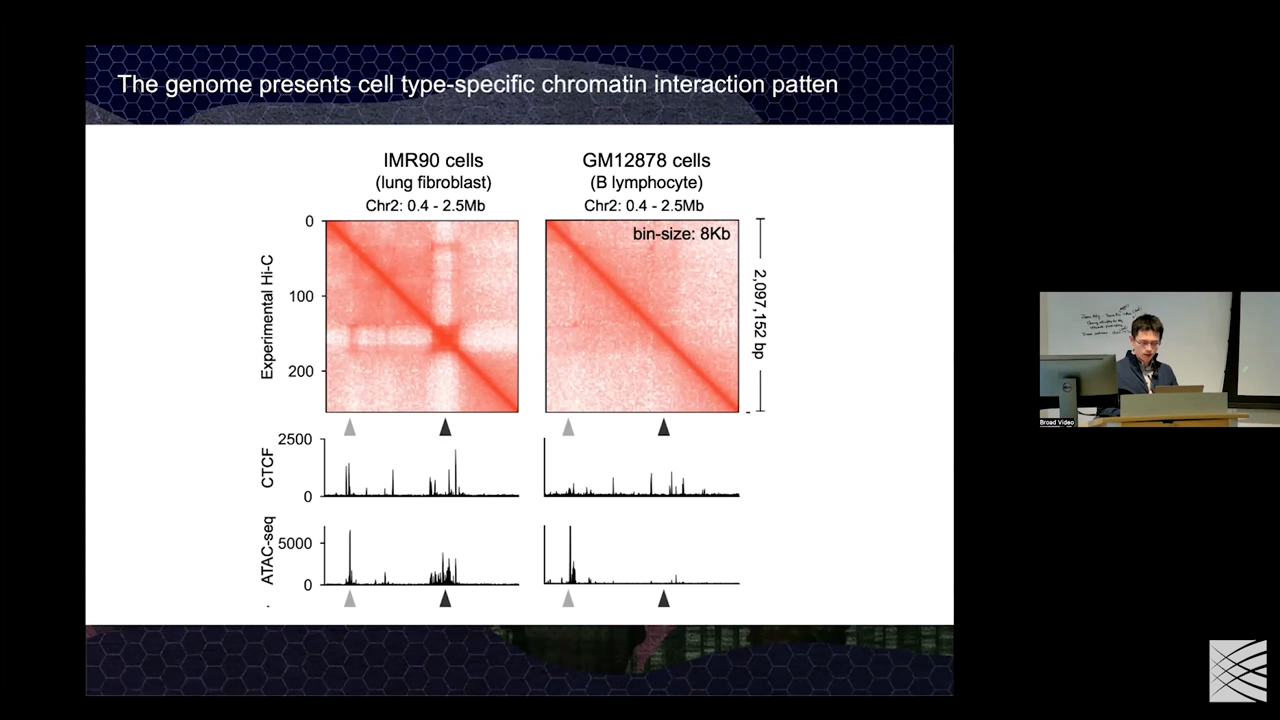 The genome presents cell type-specific chromatin interaction patten
IMR90 cells
(lung fibroblast)
Chr2: 0.4 - 2.5Mb
GM12878 cells
(B lymphocyte)
Chr2: 0.4 - 2.5Mb
bin-size: 8Kb
Experimental Hi-C
0
100
200
2,097,152 bp
CTCF
2500
0
ATAC-seq
5000
0
Broad Video